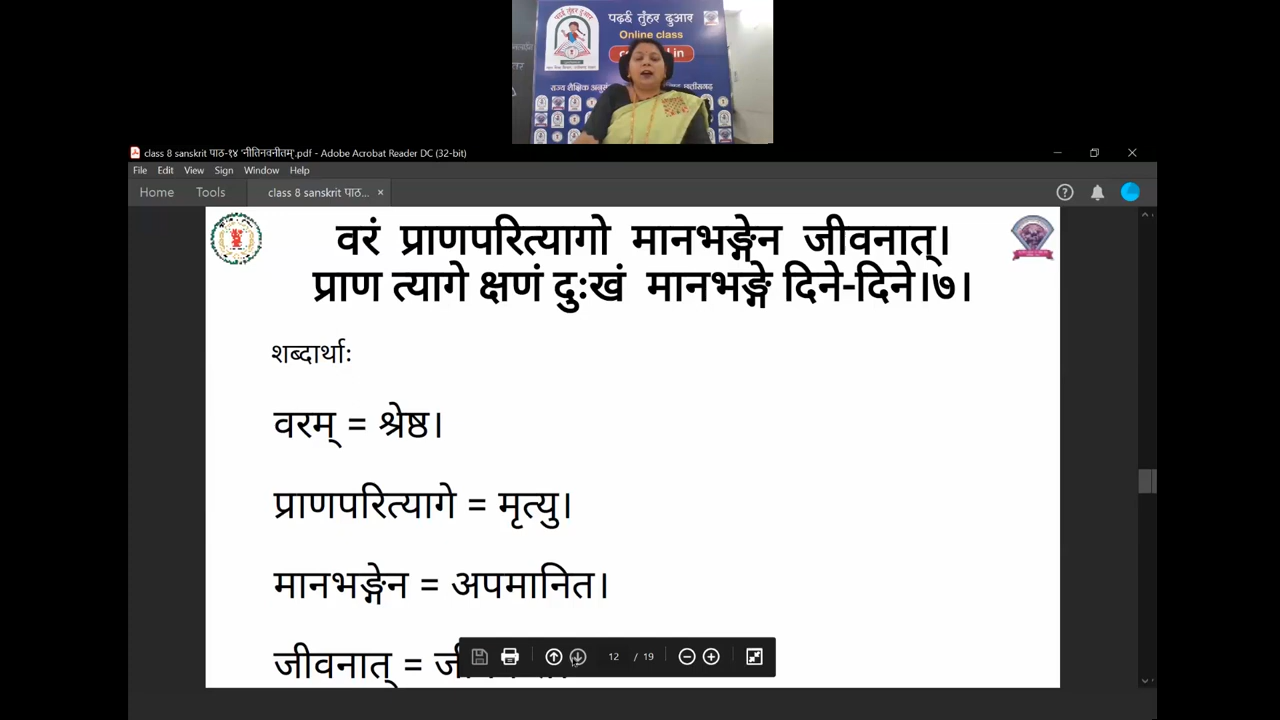 पढ़ई तुंहर दुआर
Online class
class 8 sanskrit पाठ-१४ 'नीतिनवनीतम्'.pdf - Adobe Acrobat Reader DC (32-bit)
File Edit View Sign Window Help
Home Tools class 8 sanskrit पाठ... ×
वरं प्राणपरित्यागो मानभङ्गेन जीवनात्।
प्राण त्यागे क्षणं दुःखं मानभङ्गे दिने-दिने।७।
शब्दार्थाः
वरम् = श्रेष्ठ।
प्राणपरित्यागे = मृत्यु।
मानभङ्गेन = अपमानित।
जीवनात् =
12 / 19